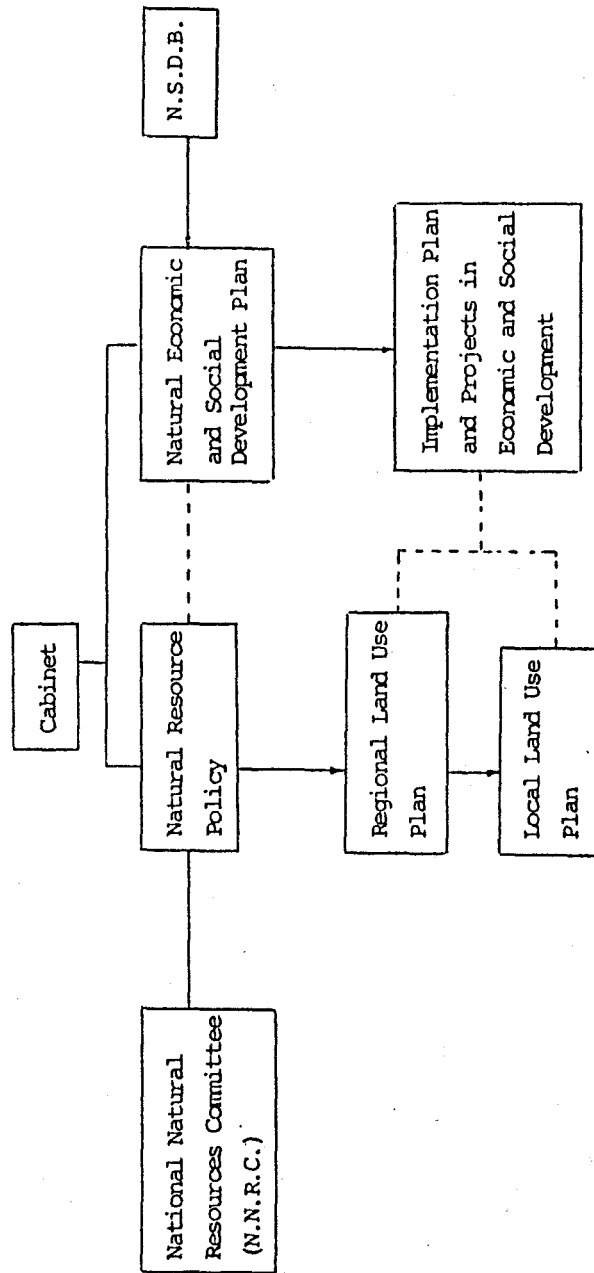 Cabinet
National Natural
Resources Committee
(N.N.R.C.)
Natural Resource
Policy
Natural Economic
and Social
Development Plan
N.S.D.B.
Regional Land Use
Plan
Implementation Plan
and Projects in
Economic and Social
Development
Local Land Use
Plan